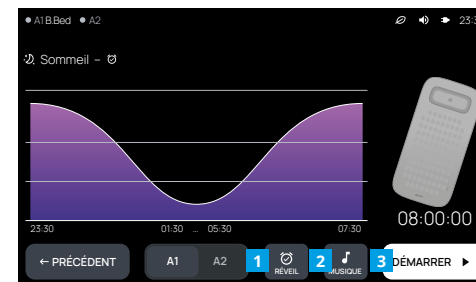 A1 B.Bed A2 23:3
Sommeil –
23:30 01:30 … 05:30 07:30
08:00:00
← PRÉCÉDENT A1 A2 1 RÉVEIL 2 MUSIQUE 3 DÉMARRER